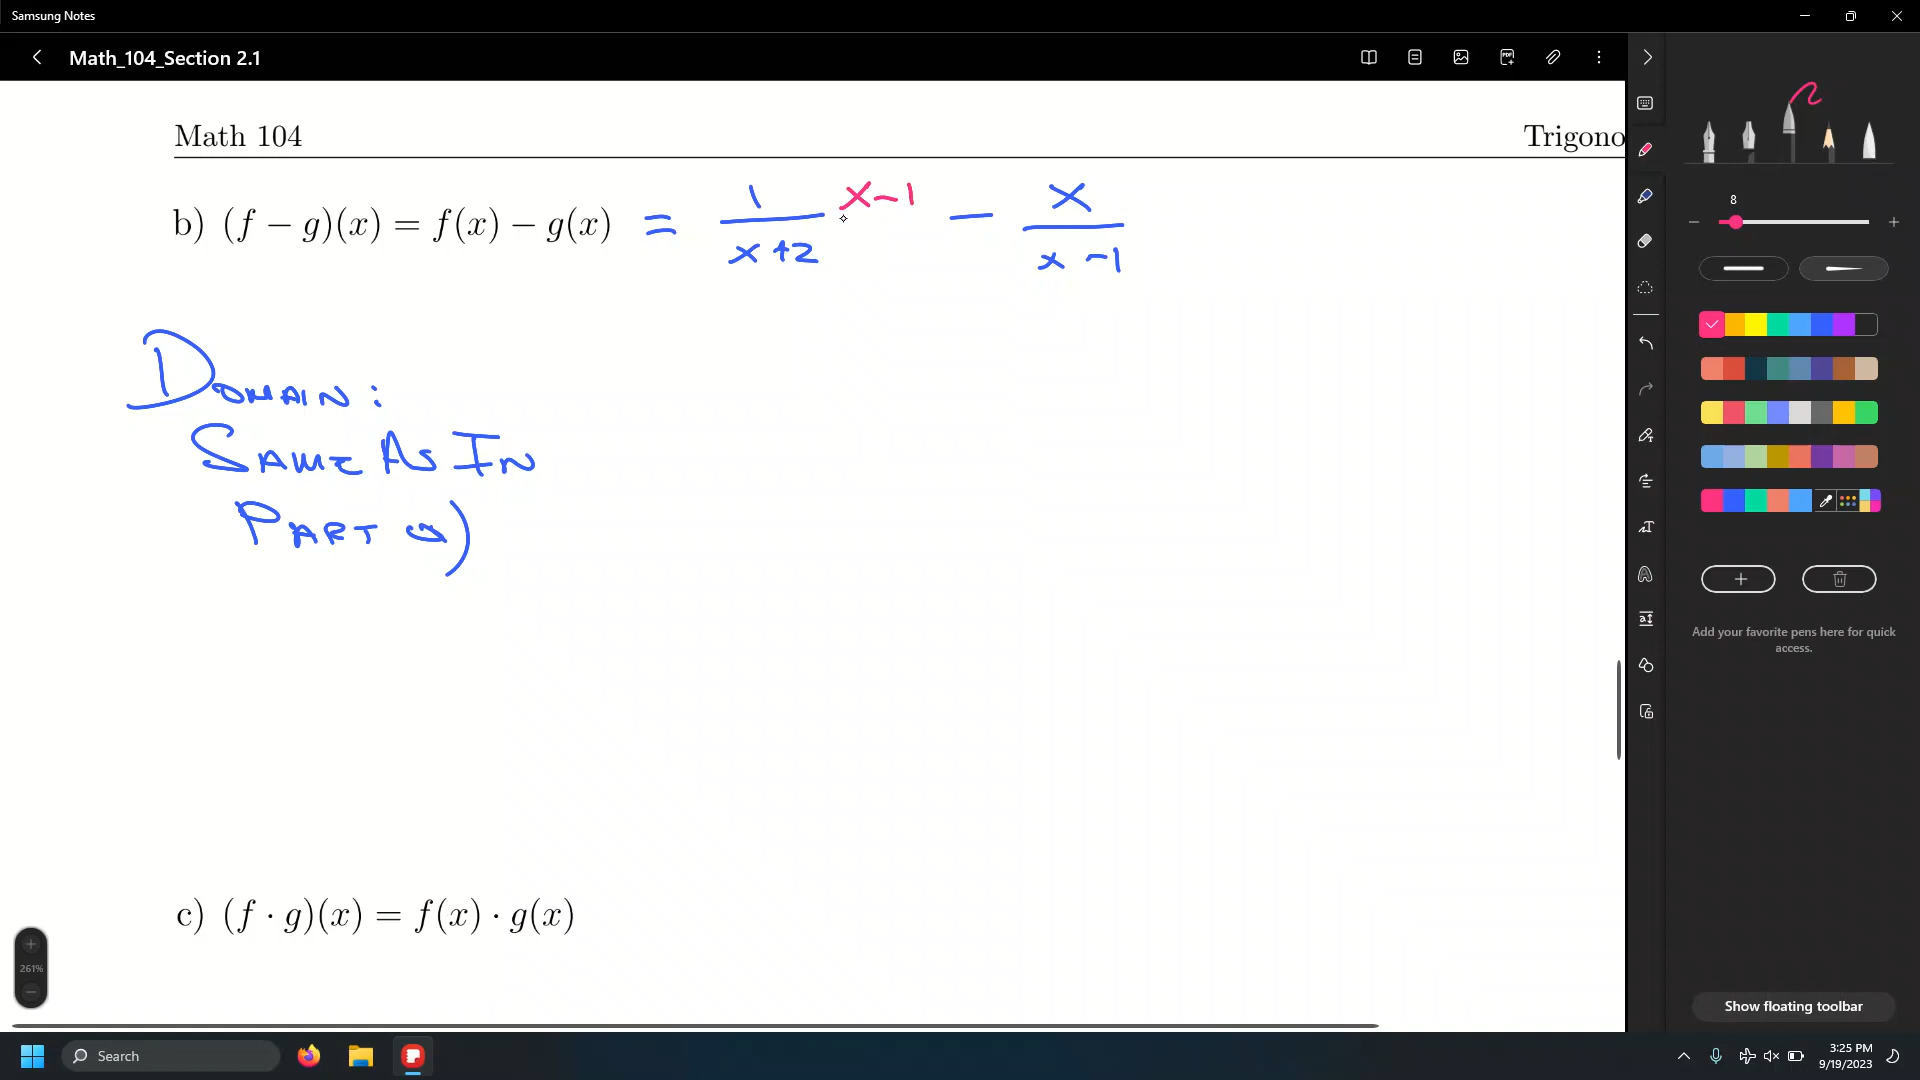 Samsung Notes
Math_104_Section 2.1
Math 104 Trigono
b) (f − g)(x) = f(x) − g(x) = 1/(x+2) x−1 − x/(x−1)
8
DOMAIN:
SAME AS IN
PART a)
Add your favorite pens here for quick
access.
c) (f · g)(x) = f(x) · g(x)
261%
Show floating toolbar
Search
3:25 PM
9/19/2023